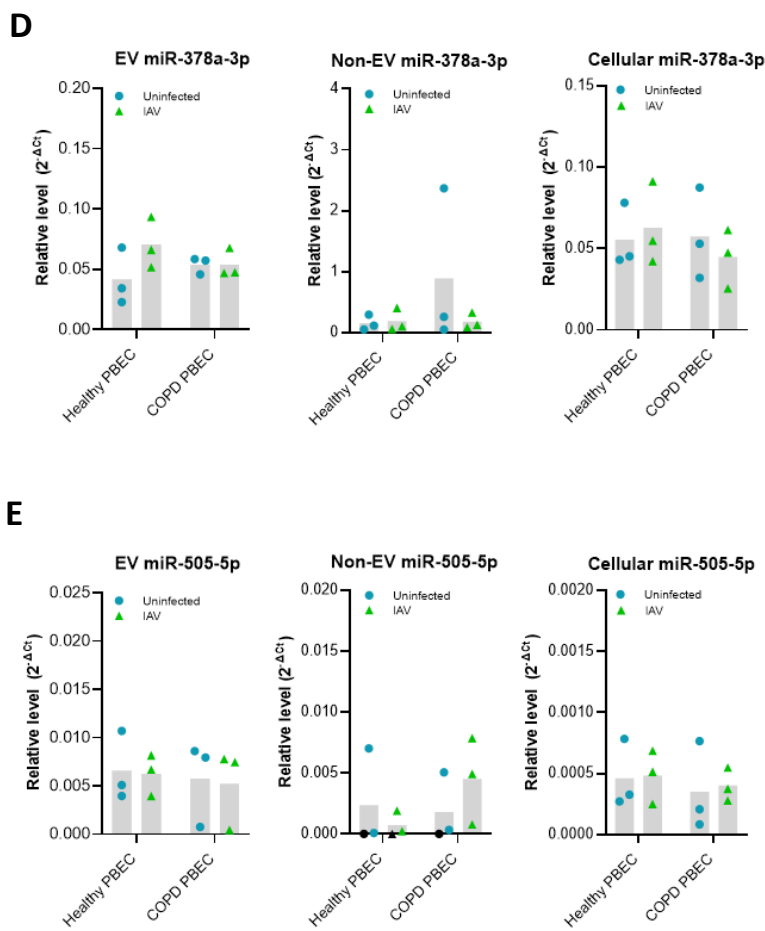 D
EV miR-378a-3p
Relative level (2^-ΔCt)
0.20
0.15
0.10
0.05
0.00
Uninfected
IAV
Healthy PBEC
COPD PBEC
Non-EV miR-378a-3p
Relative level (2^-ΔCt)
4
3
2
1
0
Uninfected
IAV
Healthy PBEC
COPD PBEC
Cellular miR-378a-3p
Relative level (2^-ΔCt)
0.15
0.10
0.05
0.00
Uninfected
IAV
Healthy PBEC
COPD PBEC
E
EV miR-505-5p
Relative level (2^-ΔCt)
0.025
0.020
0.015
0.010
0.005
0.000
Uninfected
IAV
Healthy PBEC
COPD PBEC
Non-EV miR-505-5p
Relative level (2^-ΔCt)
0.020
0.015
0.010
0.005
0.000
Uninfected
IAV
Healthy PBEC
COPD PBEC
Cellular miR-505-5p
Relative level (2^-ΔCt)
0.0020
0.0015
0.0010
0.0005
0.0000
Uninfected
IAV
Healthy PBEC
COPD PBEC